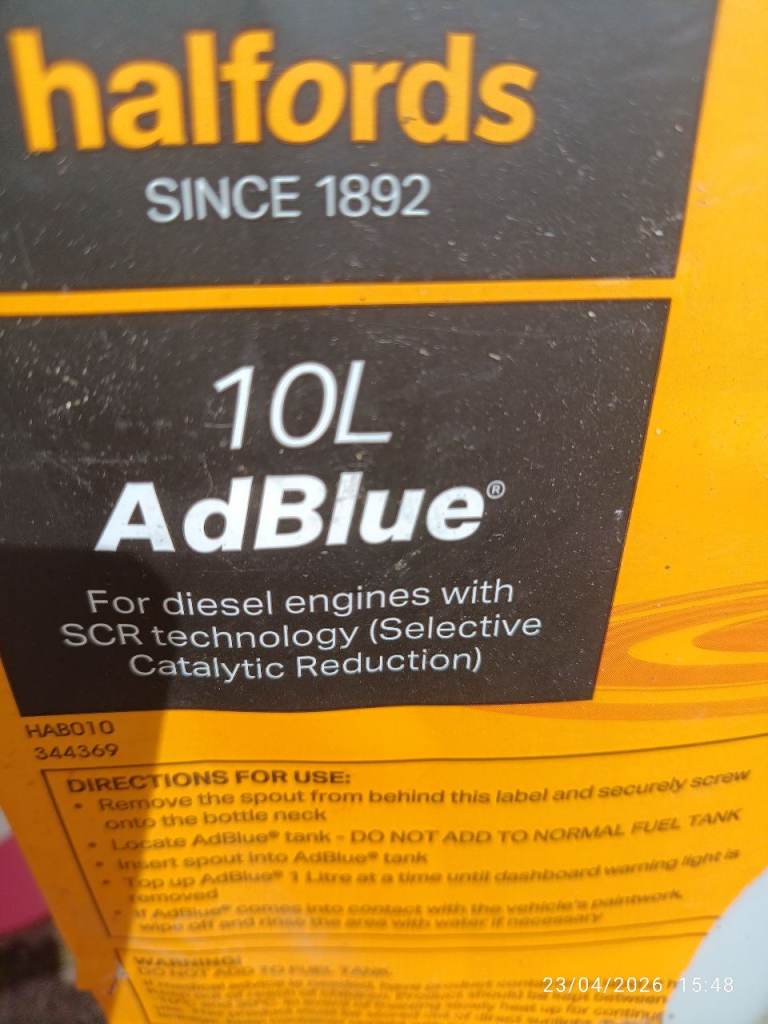 halfords
SINCE 1892
10L
AdBlue®
For diesel engines with
SCR technology (Selective
Catalytic Reduction)
HAB010
344369
DIRECTIONS FOR USE:
• Remove the spout from behind this label and securely screw
onto the bottle neck
• Locate AdBlue® tank - DO NOT ADD TO NORMAL FUEL TANK
• Insert spout into AdBlue® tank
• Top up AdBlue® 1 Litre at a time until dashboard warning light is
removed
• If AdBlue® comes into contact with the vehicle's paintwork,
wipe off and rinse the area with water if necessary
WARNING!
DO NOT ADD TO FUEL TANK.
23/04/2026 15:48